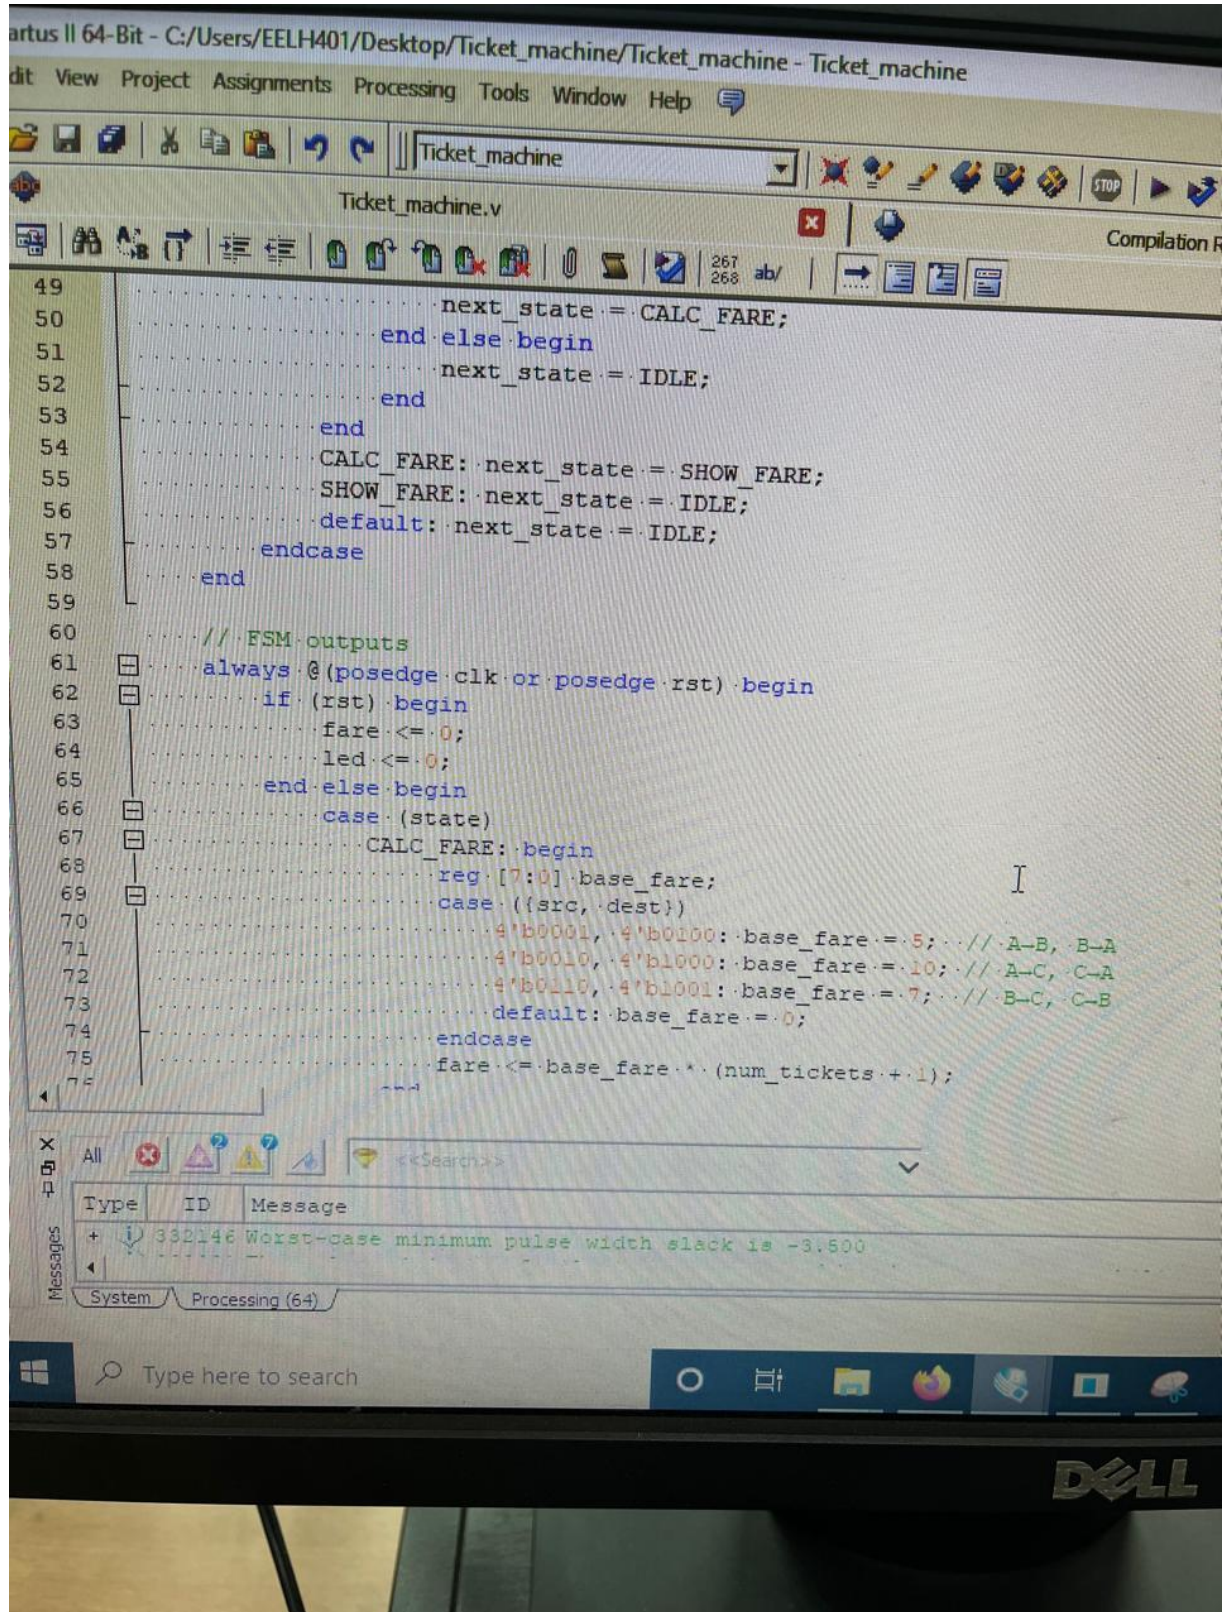 artus II 64-Bit - C:/Users/EELH401/Desktop/Ticket_machine/Ticket_machine - Ticket_machine
dit View Project Assignments Processing Tools Window Help
Ticket_machine
STOP
abc
Ticket_machine.v
Compilation R
267
268 ab/
49 next_state = CALC_FARE;
50 end else begin
51 next_state = IDLE;
52 end
53 end
54 CALC_FARE: next_state = SHOW_FARE;
55 SHOW_FARE: next_state = IDLE;
56 default: next_state = IDLE;
57 endcase
58 end
59
60 // FSM outputs
61 always @(posedge clk or posedge rst) begin
62 if (rst) begin
63 fare <= 0;
64 led <= 0;
65 end else begin
66 case (state)
67 CALC_FARE: begin
68 reg [7:0] base_fare;
69 case ({src, dest})
70 4'b0001, 4'b0100: base_fare = 5; // A→B, B→A
71 4'b0010, 4'b1000: base_fare = 10; // A→C, C→A
72 4'b0110, 4'b1001: base_fare = 7; // B→C, C→B
73 default: base_fare = 0;
74 endcase
75 fare <= base_fare * (num_tickets + 1);
All 2 7 <<Search>>
Type ID Message
332146 Worst-case minimum pulse width slack is -3.500
Messages
System Processing (64)
Type here to search
DELL